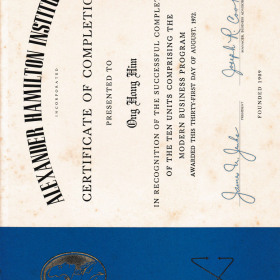 ALEXANDER HAMILTON INSTITUTE
INCORPORATED
CERTIFICATE OF COMPLETION
PRESENTED TO
Ong Hong Him
IN RECOGNITION OF THE SUCCESSFUL COMPLE
OF THE TEN UNITS COMPRISING THE
MODERN BUSINESS PROGRAM
AWARDED THIS THIRTY-FIRST DAY OF AUGUST, 1972.
PRESIDENT
FOUNDED 1909